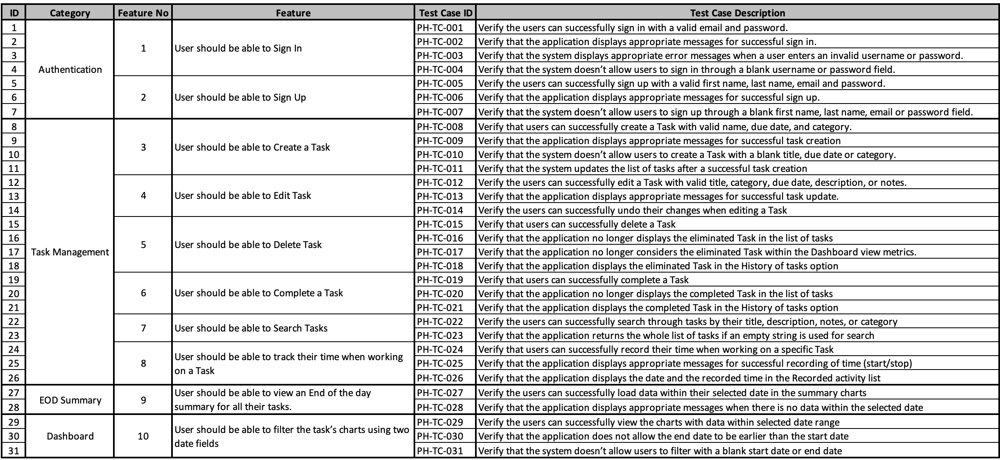 ID Category Feature No Feature Test Case ID Test Case Description
1 PH-TC-001 Verify the users can successfully sign in with a valid email and password.
2 PH-TC-002 Verify that the application displays appropriate messages for successful sign in.
1 User should be able to Sign In
3 PH-TC-003 Verify that the system displays appropriate error messages when a user enters an invalid username or password.
4 Authentication PH-TC-004 Verify that the system doesn’t allow users to sign in through a blank username or password field.
5 PH-TC-005 Verify the users can successfully sign up with a valid first name, last name, email and password.
6 2 User should be able to Sign Up PH-TC-006 Verify that the application displays appropriate messages for successful sign up.
7 PH-TC-007 Verify that the system doesn’t allow users to sign up through a blank first name, last name, email or password field.
8 PH-TC-008 Verify that users can successfully create a Task with valid name, due date, and category.
9 PH-TC-009 Verify that the application displays appropriate messages for successful task creation
3 User should be able to Create a Task
10 PH-TC-010 Verify that the system doesn’t allow users to create a Task with a blank title, due date or category.
11 PH-TC-011 Verify that the system updates the list of tasks after a successful task creation
12 PH-TC-012 Verify the users can successfully edit a Task with valid title, category, due date, description, or notes.
13 4 User should be able to Edit Task PH-TC-013 Verify that the application displays appropriate messages for successful task update.
14 PH-TC-014 Verify the users can successfully undo their changes when editing a Task
15 PH-TC-015 Verify that users can successfully delete a Task
16 PH-TC-016 Verify that the application no longer displays the eliminated Task in the list of tasks
5 User should be able to Delete Task
17 Task Management PH-TC-017 Verify that the application no longer considers the eliminated Task within the Dashboard view metrics.
18 PH-TC-018 Verify that the application displays the eliminated Task in the History of tasks option
19 PH-TC-019 Verify that users can successfully complete a Task
20 6 User should be able to Complete a Task PH-TC-020 Verify that the application no longer displays the completed Task in the list of tasks
21 PH-TC-021 Verify that the application displays the completed Task in the History of tasks option
22 PH-TC-022 Verify the users can successfully search through tasks by their title, description, notes, or category
7 User should be able to Search Tasks
23 PH-TC-023 Verify that the application returns the whole list of tasks if an empty string is used for search
24 PH-TC-024 Verify that users can successfully record their time when working on a specific Task
User should be able to track their time when working
25 8 PH-TC-025 Verify that the application displays appropriate messages for successful recording of time (start/stop)
on a Task
26 PH-TC-026 Verify that the application displays the date and the recorded time in the Recorded activity list
27 User should be able to view an End of the day PH-TC-027 Verify the users can successfully load data within their selected date in the summary charts
EOD Summary 9
28 summary for all their tasks. PH-TC-028 Verify that the application displays appropriate messages when there is no data within the selected date
29 PH-TC-029 Verify the users can successfully view the charts with data within selected date range
User should be able to filter the task’s charts using two
30 Dashboard 10 PH-TC-030 Verify that the application does not allow the end date to be earlier than the start date
date fields
31 PH-TC-031 Verify that the system doesn’t allow users to filter with a blank start date or end date